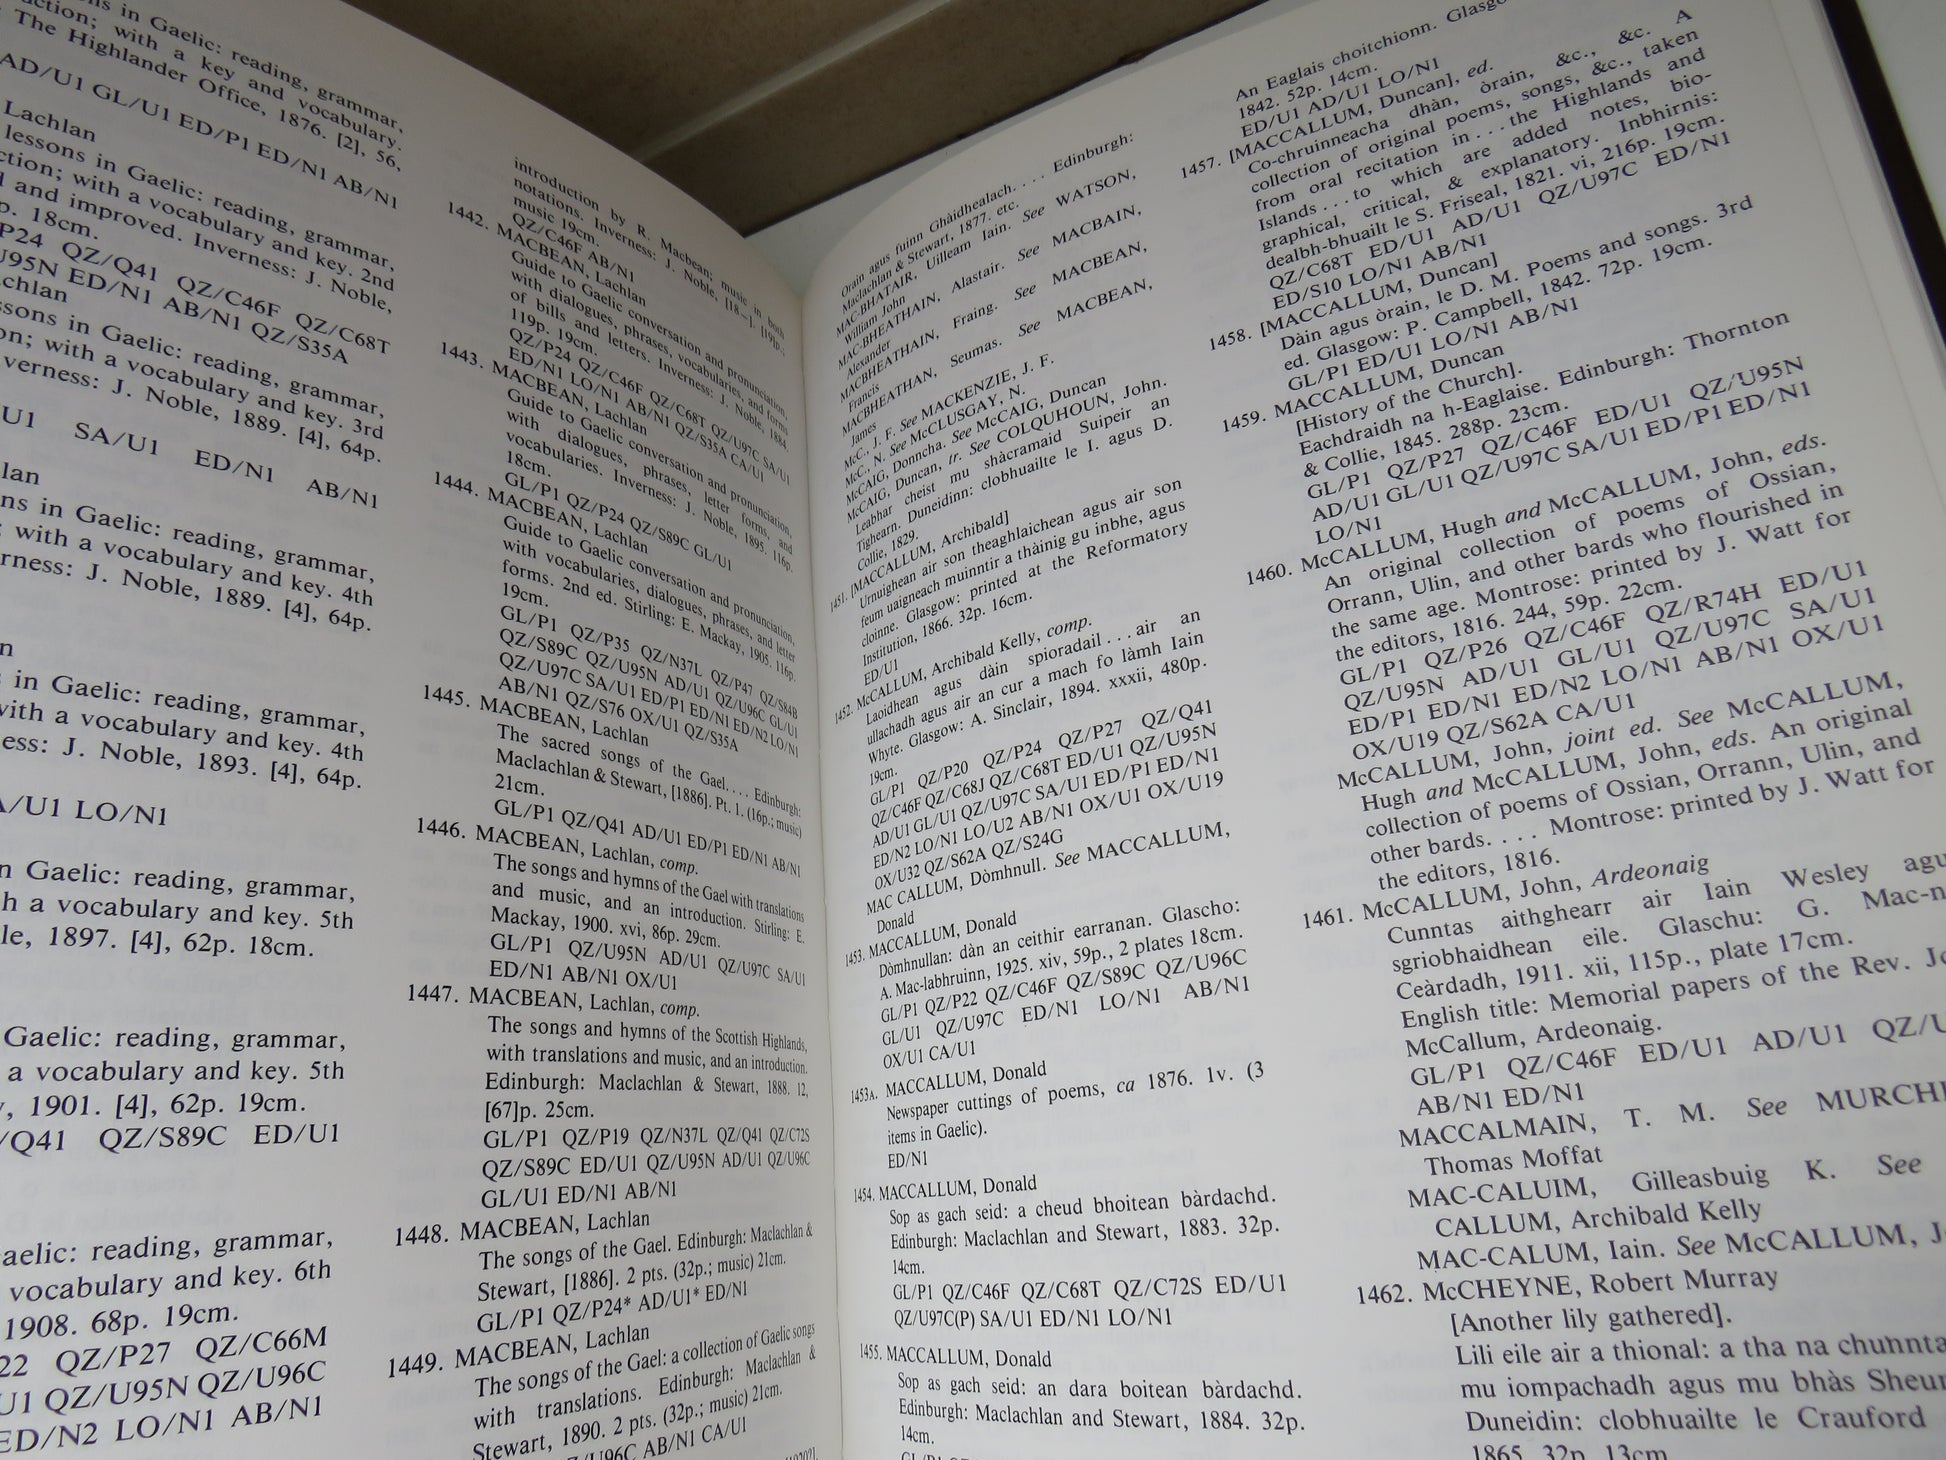 ns in Gaelic: reading, grammar,
ction; with a key and vocabulary.
The Highlander Office, 1876. [2], 56,
AD/U1 GL/U1 ED/P1 ED/N1 AB/N1
Lachlan
lessons in Gaelic: reading, grammar,
ction; with a vocabulary and key. 2nd
d and improved. Inverness: J. Noble,
p. 18cm.
P24 QZ/Q41 QZ/C46F QZ/C68T
U95N ED/N1 AB/N1 QZ/S35A
achlan
ssons in Gaelic: reading, grammar,
on; with a vocabulary and key. 3rd
verness: J. Noble, 1889. [4], 64p.
U1 SA/U1 ED/N1 AB/N1
lan
ns in Gaelic: reading, grammar,
; with a vocabulary and key. 4th
rness: J. Noble, 1889. [4], 64p.
n
s in Gaelic: reading, grammar,
with a vocabulary and key. 4th
ess: J. Noble, 1893. [4], 64p.
A/U1 LO/N1
n Gaelic: reading, grammar,
h a vocabulary and key. 5th
le, 1897. [4], 62p. 18cm.
Gaelic: reading, grammar,
a vocabulary and key. 5th
y, 1901. [4], 62p. 19cm.
/Q41 QZ/S89C ED/U1
aelic: reading, grammar,
vocabulary and key. 6th
1908. 68p. 19cm.
22 QZ/P27 QZ/C66M
U1 QZ/U95N QZ/U96C
ED/N2 LO/N1 AB/N1
introduction by R. Macbean; music in both
notations. Inverness: J. Noble, [18–]. [19]p.;
music 19cm.
QZ/C46F AB/N1
1442. MACBEAN, Lachlan
Guide to Gaelic conversation and pronunciation,
with dialogues, phrases, vocabularies, and forms
of bills and letters. Inverness: J. Noble, 1884.
119p. 19cm.
QZ/P24 QZ/C46F QZ/C68T QZ/U97C SA/U1
ED/N1 LO/N1 AB/N1 QZ/S35A CA/U1
1443. MACBEAN, Lachlan
Guide to Gaelic conversation and pronunciation,
with dialogues, phrases, letter forms, and
vocabularies. Inverness: J. Noble, 1895. 116p.
18cm.
GL/P1 QZ/P24 QZ/S89C GL/U1
1444. MACBEAN, Lachlan
Guide to Gaelic conversation and pronunciation,
with vocabularies, dialogues, phrases, and letter
forms. 2nd ed. Stirling: E. Mackay, 1905. 116p.
19cm.
GL/P1 QZ/P35 QZ/N37L QZ/P47 QZ/S84B
QZ/S89C QZ/U95N AD/U1 QZ/U96C GL/U1
QZ/U97C SA/U1 ED/P1 ED/N1 ED/N2 LO/N1
AB/N1 QZ/S76 OX/U1 QZ/S35A
1445. MACBEAN, Lachlan
The sacred songs of the Gael. . . . Edinburgh:
Maclachlan & Stewart, [1886]. Pt. 1. (16p.; music)
21cm.
GL/P1 QZ/Q41 AD/U1 ED/P1 ED/N1 AB/N1
1446. MACBEAN, Lachlan, comp.
The songs and hymns of the Gael with translations
and music, and an introduction. Stirling: E.
Mackay, 1900. xvi, 86p. 29cm.
GL/P1 QZ/U95N AD/U1 QZ/U97C SA/U1
ED/N1 AB/N1 OX/U1
1447. MACBEAN, Lachlan, comp.
The songs and hymns of the Scottish Highlands,
with translations and music, and an introduction.
Edinburgh: Maclachlan & Stewart, 1888. 12,
[67]p. 25cm.
GL/P1 QZ/P19 QZ/N37L QZ/Q41 QZ/C72S
QZ/S89C ED/U1 QZ/U95N AD/U1 QZ/U96C
GL/U1 ED/N1 AB/N1
1448. MACBEAN, Lachlan
The songs of the Gael. Edinburgh: Maclachlan &
Stewart, [1886]. 2 pts. (32p.; music) 21cm.
GL/P1 QZ/P24* AD/U1* ED/N1
1449. MACBEAN, Lachlan
The songs of the Gael: a collection of Gaelic songs
with translations. Edinburgh: Maclachlan &
Stewart, 1890. 2 pts. (32p.; music) 21cm.
/U96C AB/N1 CA/U1
Orain agus fuinn Ghàidhealach. . . . Edinburgh:
Maclachlan & Stewart, 1877. etc.
MAC-BHATAIR, Uilleam Iain. See WATSON,
William John
MAC-BHEATHAIN, Alastair. See MACBAIN,
Alexander
MACBHEATHAIN, Fraing. See MACBEAN,
Francis
MACBHEATHAN, Seumas. See MACBEAN,
James
McC., J. F. See MACKENZIE, J. F.
McC., N. See McCLUSGAY, N.
McCAIG, Donncha. See McCAIG, Duncan
McCAIG, Duncan, tr. See COLQUHOUN, John.
Leabhar cheist mu shàcramaid Suipeir an
Tighearn. Duneidinn: clobhuailte le I. agus D.
Collie, 1829.
1451. [MACCALLUM, Archibald]
Urnuighean air son theaghlaichean agus air son
feum uaigneach muinntir a thàinig gu inbhe, agus
cloinne. Glasgow: printed at the Reformatory
Institution, 1866. 32p. 16cm.
ED/U1
1452. McCALLUM, Archibald Kelly, comp.
Laoidhean agus dàin spioradail . . . air an
ullachadh agus air an cur a mach fo làmh Iain
Whyte. Glasgow: A. Sinclair, 1894. xxxii, 480p.
19cm.
GL/P1 QZ/P20 QZ/P24 QZ/P27 QZ/Q41
QZ/C46F QZ/C68J QZ/C68T ED/U1 QZ/U95N
AD/U1 GL/U1 QZ/U97C SA/U1 ED/P1 ED/N1
ED/N2 LO/N1 LO/U2 AB/N1 OX/U1 OX/U19
OX/U32 QZ/S62A QZ/S24G
MAC CALLUM, Dòmhnull. See MACCALLUM,
Donald
1453. MACCALLUM, Donald
Dòmhnullan: dàn an ceithir earranan. Glascho:
A. Mac-labhruinn, 1925. xiv, 59p., 2 plates 18cm.
GL/P1 QZ/P22 QZ/C46F QZ/S89C QZ/U96C
GL/U1 QZ/U97C ED/N1 LO/N1 AB/N1
OX/U1 CA/U1
1453A. MACCALLUM, Donald
Newspaper cuttings of poems, ca 1876. 1v. (3
items in Gaelic).
ED/N1
1454. MACCALLUM, Donald
Sop as gach seid: a cheud bhoitean bàrdachd.
Edinburgh: Maclachlan and Stewart, 1883. 32p.
14cm.
GL/P1 QZ/C46F QZ/C68T QZ/C72S ED/U1
QZ/U97C(P) SA/U1 ED/N1 LO/N1
1455. MACCALLUM, Donald
Sop as gach seid: an dara boitean bàrdachd.
Edinburgh: Maclachlan and Stewart, 1884. 32p.
14cm.
An Eaglais choitchionn. Glasgo
1842. 52p. 14cm.
ED/U1 AD/U1 LO/N1
1457. [MACCALLUM, Duncan], ed.
Co-chruinneacha dhàn, òrain, &c., &c. A
collection of original poems, songs, &c., taken
from oral recitation in . . . the Highlands and
Islands . . . to which are added notes, bio-
graphical, critical, & explanatory. Inbhirnis:
dealbh-bhuailt le S. Friseal, 1821. vi, 216p. 19cm.
QZ/C68T ED/U1 AD/U1 QZ/U97C ED/N1
ED/S10 LO/N1 AB/N1
1458. [MACCALLUM, Duncan]
Dàin agus òrain, le D. M. Poems and songs. 3rd
ed. Glasgow: P. Campbell, 1842. 72p. 19cm.
GL/P1 ED/U1 LO/N1 AB/N1
1459. MACCALLUM, Duncan
[History of the Church].
Eachdraidh na h-Eaglaise. Edinburgh: Thornton
& Collie, 1845. 288p. 23cm.
GL/P1 QZ/P27 QZ/C46F ED/U1 QZ/U95N
AD/U1 GL/U1 QZ/U97C SA/U1 ED/P1 ED/N1
LO/N1
1460. McCALLUM, Hugh and McCALLUM, John, eds.
An original collection of poems of Ossian,
Orrann, Ulin, and other bards who flourished in
the same age. Montrose: printed by J. Watt for
the editors, 1816. 244, 59p. 22cm.
GL/P1 QZ/P26 QZ/C46F QZ/R74H ED/U1
QZ/U95N AD/U1 GL/U1 QZ/U97C SA/U1
ED/P1 ED/N1 ED/N2 LO/N1 AB/N1 OX/U1
OX/U19 QZ/S62A CA/U1
McCALLUM, John, joint ed. See McCALLUM,
Hugh and McCALLUM, John, eds. An original
collection of poems of Ossian, Orrann, Ulin, and
other bards. . . . Montrose: printed by J. Watt for
the editors, 1816.
1461. McCALLUM, John, Ardeonaig
Cunntas aithghearr air Iain Wesley agu
sgriobhaidhean eile. Glaschu: G. Mac-n
Ceàrdadh, 1911. xii, 115p., plate 17cm.
English title: Memorial papers of the Rev. Jo
McCallum, Ardeonaig.
GL/P1 QZ/C46F ED/U1 AD/U1 QZ/U
AB/N1 ED/N1
MACCALMAIN, T. M. See MURCHI
Thomas Moffat
MAC-CALUIM, Gilleasbuig K. See
CALLUM, Archibald Kelly
MAC-CALUM, Iain. See McCALLUM, J
1462. McCHEYNE, Robert Murray
[Another lily gathered].
Lili eile air a thional: a tha na chunnta
mu iompachadh agus mu bhàs Sheum
Duneidin: clobhuailte le Crauford
1865. 32p. 13cm